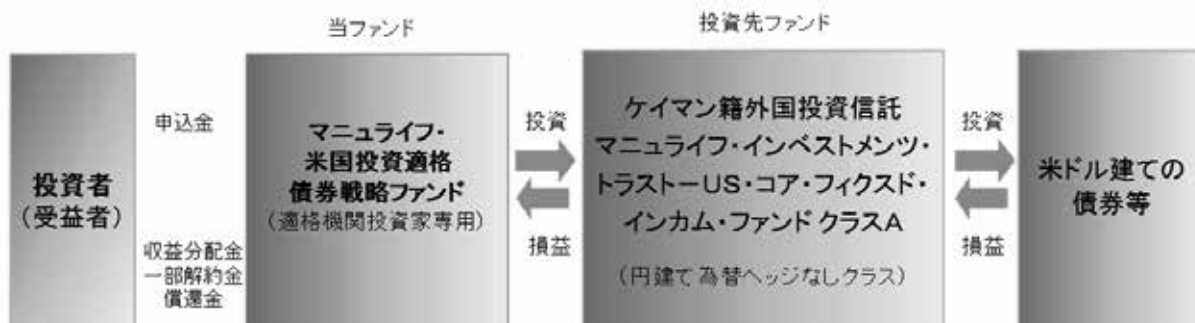 当ファンド
投資先ファンド
投資者
（受益者）
申込金
収益分配金
一部解約金
償還金
マニュライフ・
米国投資適格
債券戦略ファンド
（適格機関投資家専用）
投資
損益
ケイマン籍外国投資信託
マニュライフ・インベストメンツ・
トラストーUS・コア・フィクスド・
インカム・ファンド クラスA
（円建て為替ヘッジなしクラス）
投資
損益
米ドル建ての
債券等